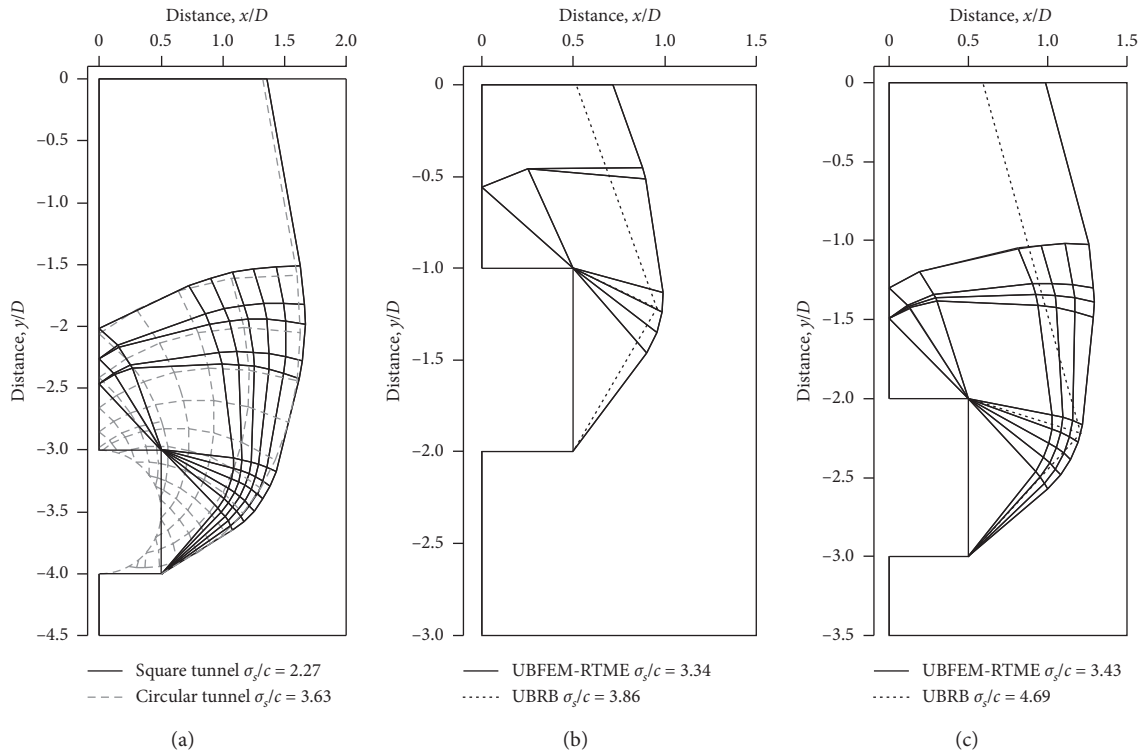 Distance, x/D
0 0.5 1.0 1.5 2.0
0
–0.5
–1.0
–1.5
–2
–2.5
–3.0
–3.5
–4.0
–4.5
Distance, y/D
Square tunnel σs/c = 2.27
Circular tunnel σs/c = 3.63
(a)
Distance, x/D
0 0.5 1.0 1.5
0
–0.5
–1.0
–1.5
–2.0
–2.5
–3.0
Distance, y/D
UBFEM-RTME σs/c = 3.34
UBRB σs/c = 3.86
(b)
Distance, x/D
0 0.5 1.0 1.5
0
–0.5
–1.0
–1.5
–2.0
–2.5
–3.0
–3.5
Distance, y/D
UBFEM-RTME σs/c = 3.43
UBRB σs/c = 4.69
(c)